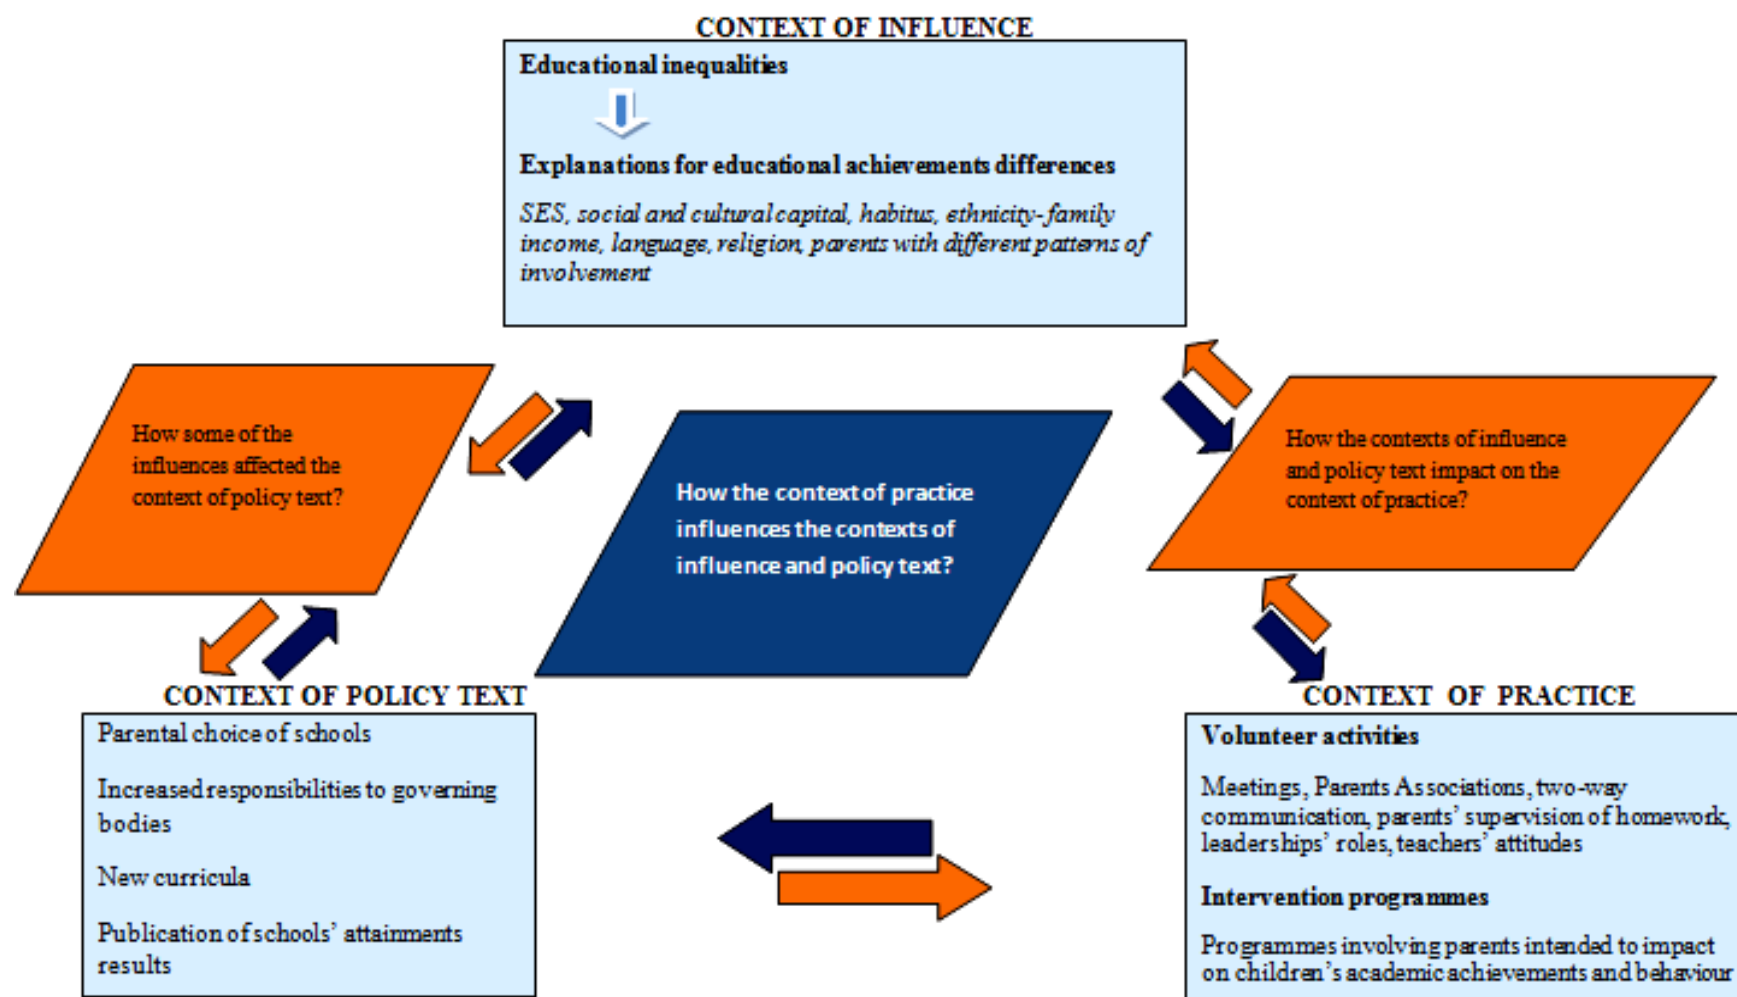 CONTEXT OF INFLUENCE
Educational inequalities
Explanations for educational achievements differences
SES, social and cultural capital, habitus, ethnicity-family
income, language, religion, parents with different patterns of
involvement
How some of the
influences affected the
context of policy text?
How the context of practice
influences the contexts of
influence and policy text?
How the contexts of influence
and policy text impact on the
context of practice?
CONTEXT OF POLICY TEXT
Parental choice of schools
Increased responsibilities to governing
bodies
New curricula
Publication of schools’ attainments
results
CONTEXT OF PRACTICE
Volunteer activities
Meetings, Parents Associations, two-way
communication, parents’ supervision of homework,
leaderships’ roles, teachers’ attitudes
Intervention programmes
Programmes involving parents intended to impact
on children’s academic achievements and behaviour